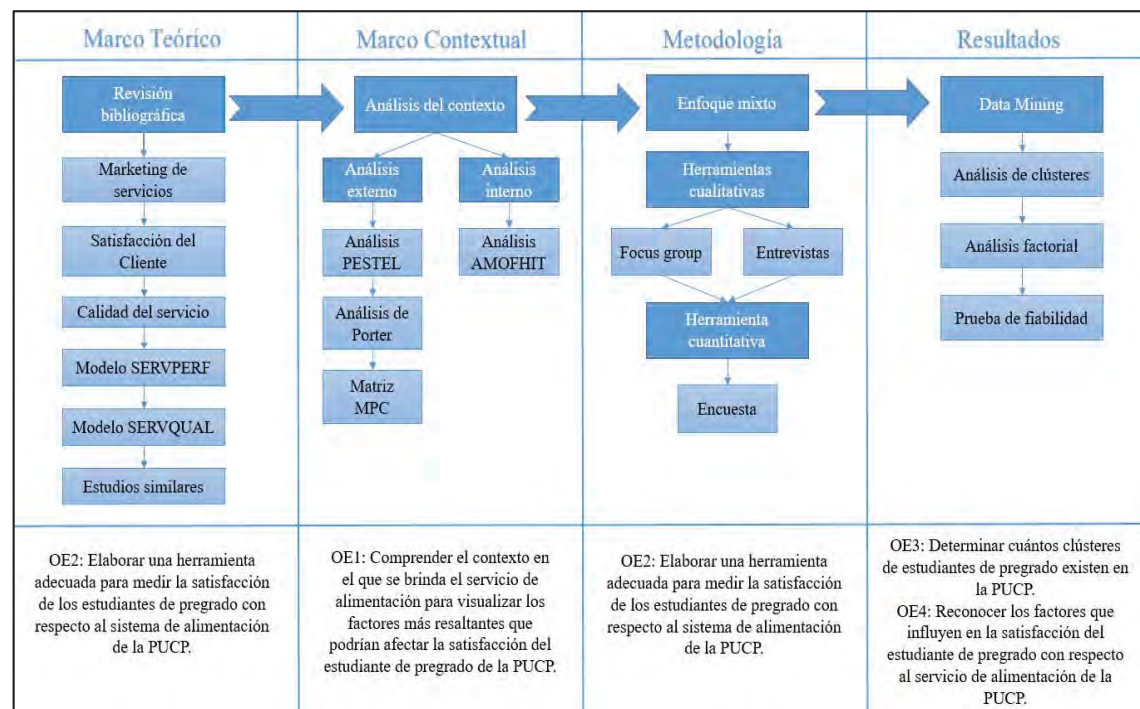 Marco Teórico
Revisión
bibliográfica
Marketing de
servicios
Satisfacción del
Cliente
Calidad del servicio
Modelo SERVPERF
Modelo SERVQUAL
Estudios similares
OE2: Elaborar una herramienta
adecuada para medir la satisfacción
de los estudiantes de pregrado con
respecto al sistema de alimentación
de la PUCP.
Marco Contextual
Análisis del contexto
Análisis
externo
Análisis
interno
Análisis
PESTEL
Análisis
AMOFHIT
Análisis de
Porter
Matriz
MPC
OE1: Comprender el contexto en
el que se brinda el servicio de
alimentación para visualizar los
factores más resaltantes que
podrían afectar la satisfacción del
estudiante de pregrado de la PUCP.
Metodología
Enfoque mixto
Herramientas
cualitativas
Focus group
Entrevistas
Herramienta
cuantitativa
Encuesta
OE2: Elaborar una herramienta
adecuada para medir la satisfacción
de los estudiantes de pregrado con
respecto al sistema de alimentación
de la PUCP.
Resultados
Data Mining
Análisis de clústeres
Análisis factorial
Prueba de fiabilidad
OE3: Determinar cuántos clústeres
de estudiantes de pregrado existen en
la PUCP.
OE4: Reconocer los factores que
influyen en la satisfacción del
estudiante de pregrado con respecto
al servicio de alimentación de la
PUCP.